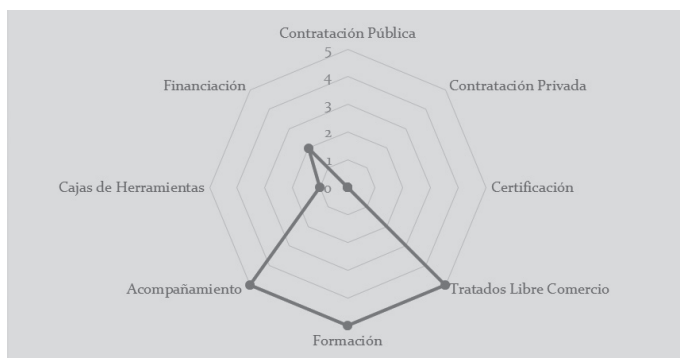 Contratación Pública
5
Financiación
4
Contratación Privada
3
2
1
Cajas de Herramientas
0
Certificación
Acompañamiento
Tratados Libre Comercio
Formación